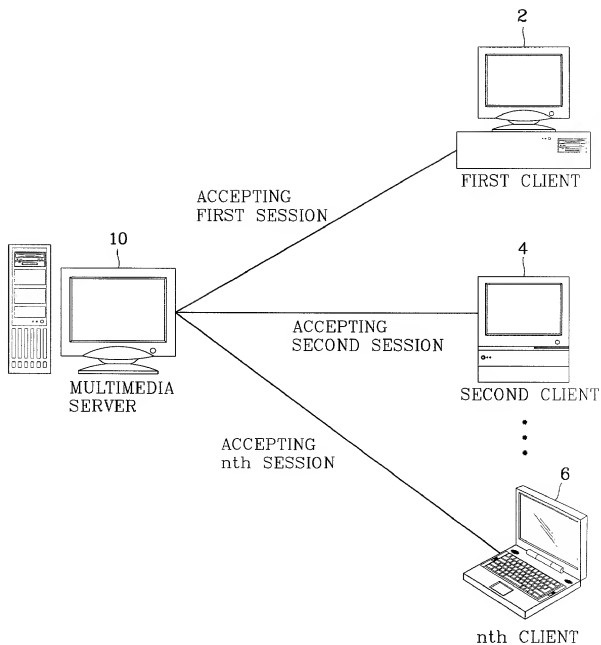 2
FIRST CLIENT
ACCEPTING
FIRST SESSION
10
MULTIMEDIA
SERVER
4
ACCEPTING
SECOND SESSION
SECOND CLIENT
ACCEPTING
nth SESSION
6
nth CLIENT